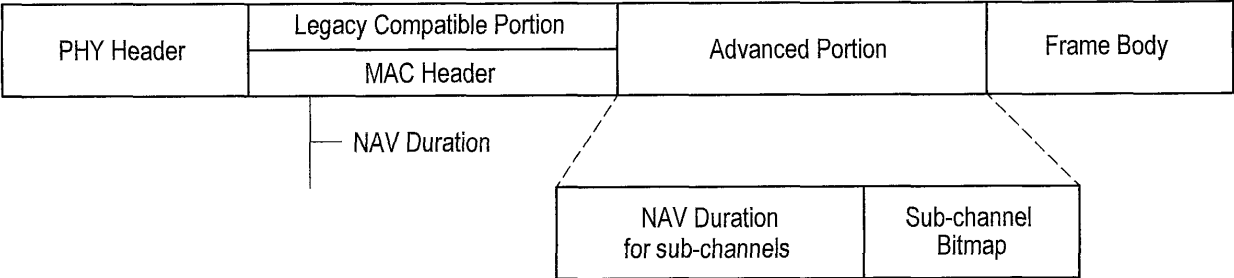 PHY Header
Legacy Compatible Portion
MAC Header
Advanced Portion
Frame Body
NAV Duration
NAV Duration
for sub-channels
Sub-channel
Bitmap